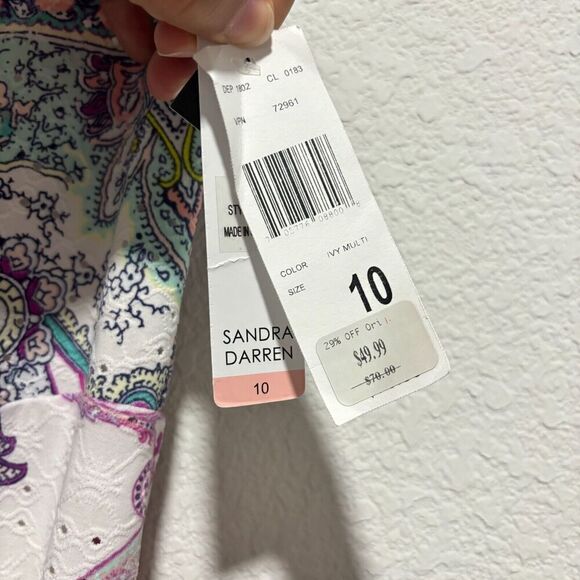 DEP 1802 CL 0183
VPN 72961
COLOR IVY MULTI
SIZE 10
29% OFF Ori
$49.99
$70.00
STY
MADE IN
SANDRA
DARREN
10